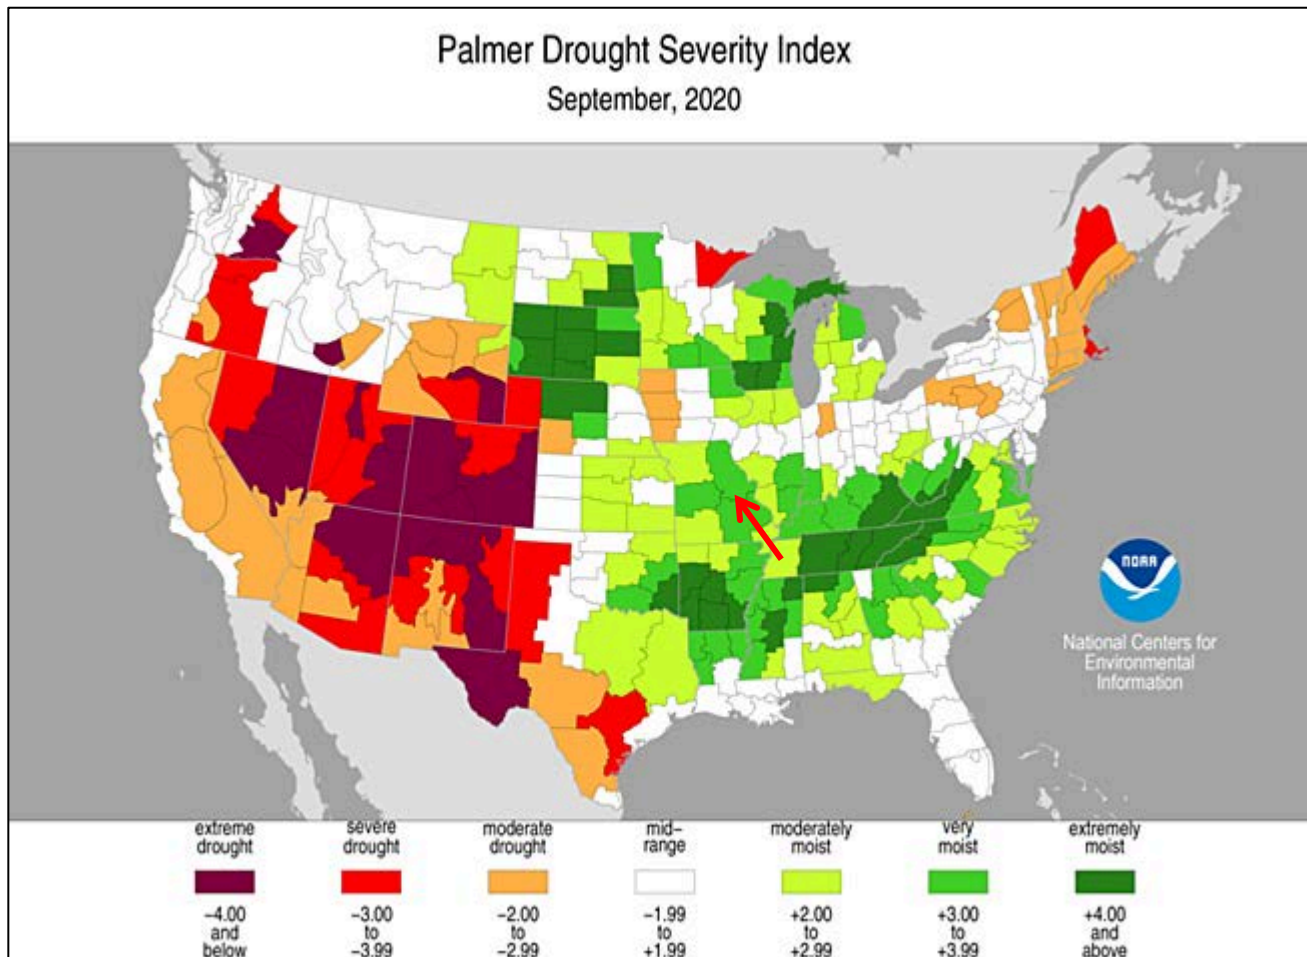 Palmer Drought Severity Index
September, 2020
NOAA
National Centers for
Environmental
Information
extreme
drought
severe
drought
moderate
drought
mid–
range
moderately
moist
very
moist
extremely
moist
−4.00
and
below
−3.00
to
−3.99
−2.00
to
−2.99
−1.99
to
+1.99
+2.00
to
+2.99
+3.00
to
+3.99
+4.00
and
above